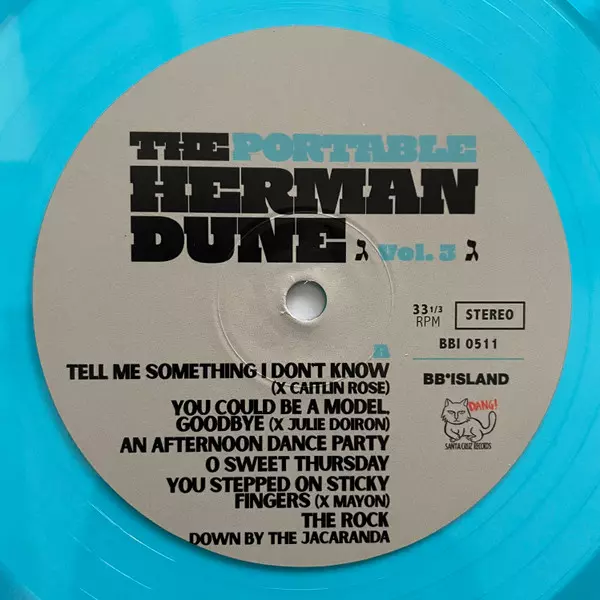 THE PORTABLE
HERMAN
DUNE ג Vol. 3 ג
33 1/3 RPM STEREO
BBI 0511
A
TELL ME SOMETHING I DON'T KNOW
(X CAITLIN ROSE)
YOU COULD BE A MODEL,
GOODBYE (X JULIE DOIRON)
AN AFTERNOON DANCE PARTY
O SWEET THURSDAY
YOU STEPPED ON STICKY
FINGERS (X MAYON)
THE ROCK
DOWN BY THE JACARANDA
BB*ISLAND
DANG!
SANTA CRUZ RECORDS